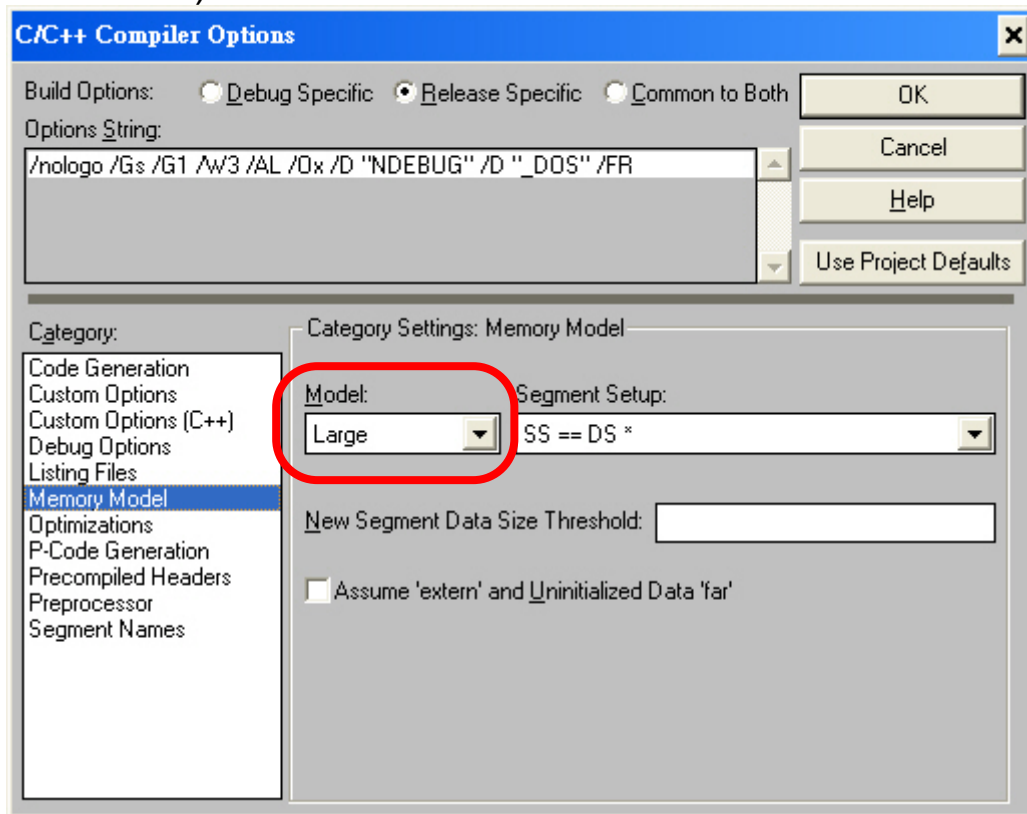 C/C++ Compiler Options
Build Options: Debug Specific Release Specific Common to Both
OK
Options String:
Cancel
/nologo /Gs /G1 /W3 /AL /Ox /D "NDEBUG" /D "_DOS" /FR
Help
Use Project Defaults
Category:
Category Settings: Memory Model
Code Generation
Custom Options
Custom Options (C++)
Debug Options
Listing Files
Memory Model
Optimizations
P-Code Generation
Precompiled Headers
Preprocessor
Segment Names
Model: Segment Setup:
Large SS == DS *
New Segment Data Size Threshold:
Assume 'extern' and Uninitialized Data 'far'